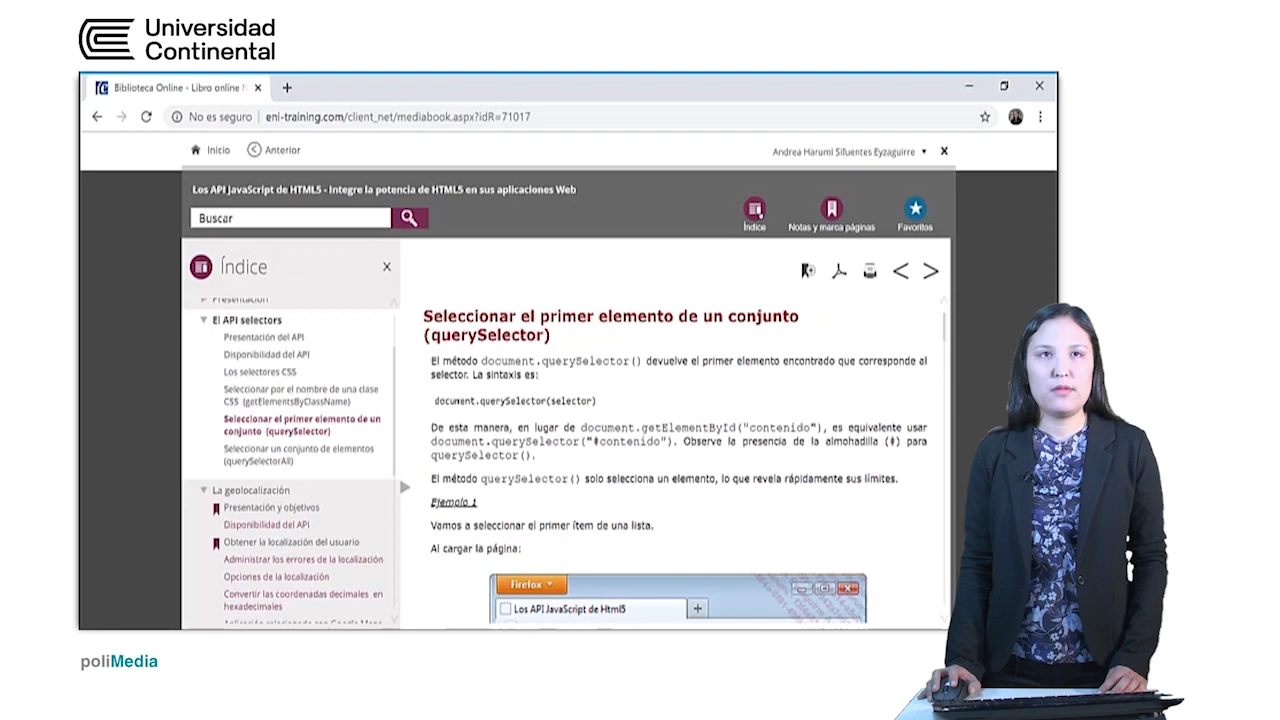 Universidad
Continental
Biblioteca Online - Libro online
No es seguro
eni-training.com/client_net/mediabook.aspx?idR=71017
Inicio
Anterior
Andrea Harumi Sifuentes Eyzaguirre
Los API JavaScript de HTML5 - Integre la potencia de HTML5 en sus aplicaciones Web
Buscar
Índice
Notas y marca páginas
Favoritos
Índice
Presentación
El API selectors
Presentación del API
Disponibilidad del API
Los selectores CSS
Seleccionar por el nombre de una clase
CSS (getElementsByClassName)
Seleccionar el primer elemento de un
conjunto (querySelector)
Seleccionar un conjunto de elementos
(querySelectorAll)
La geolocalización
Presentación y objetivos
Disponibilidad del API
Obtener la localización del usuario
Administrar los errores de la localización
Opciones de la localización
Convertir las coordenadas decimales en
hexadecimales
Seleccionar el primer elemento de un conjunto
(querySelector)
El método document.querySelector() devuelve el primer elemento encontrado que corresponde al
selector. La sintaxis es:
document.querySelector(selector)
De esta manera, en lugar de document.getElementById("contenido"), es equivalente usar
document.querySelector("#contenido"). Observe la presencia de la almohadilla (#) para
querySelector().
El método querySelector() solo selecciona un elemento, lo que revela rápidamente sus límites.
Ejemplo 1
Vamos a seleccionar el primer ítem de una lista.
Al cargar la página:
Firefox
Los API JavaScript de Html5
poliMedia